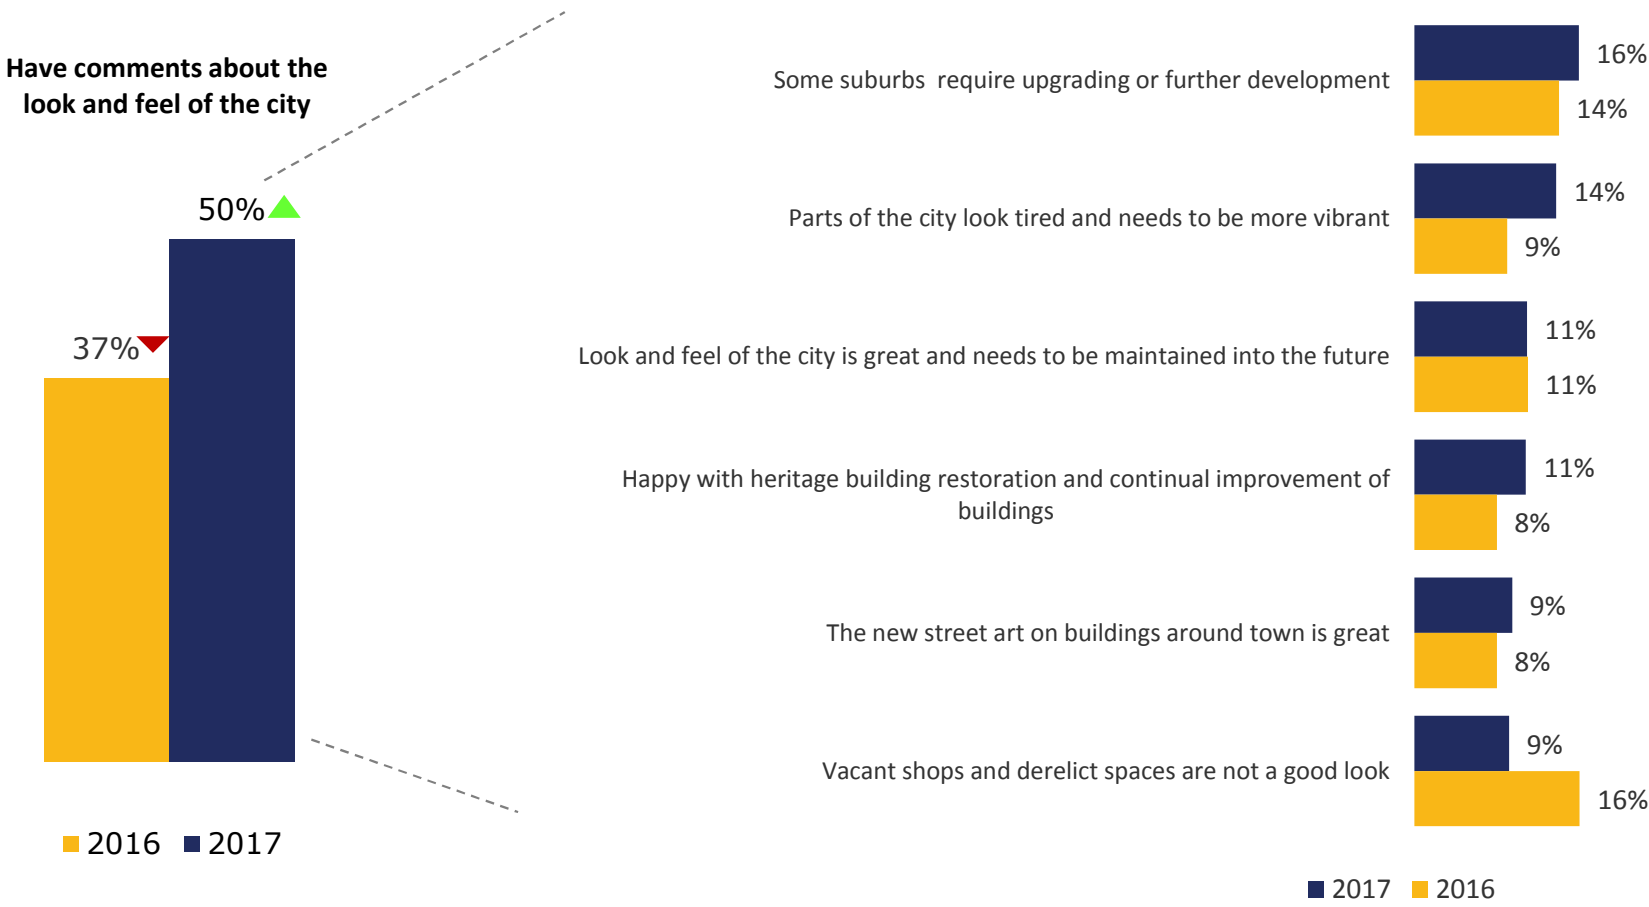 Have comments about the
look and feel of the city
50%
37%
2016 2017
Some suburbs  require upgrading or further development
16%
14%
Parts of the city look tired and needs to be more vibrant
14%
9%
Look and feel of the city is great and needs to be maintained into the future
11%
11%
Happy with heritage building restoration and continual improvement of
buildings
11%
8%
The new street art on buildings around town is great
9%
8%
Vacant shops and derelict spaces are not a good look
9%
16%
2017 2016